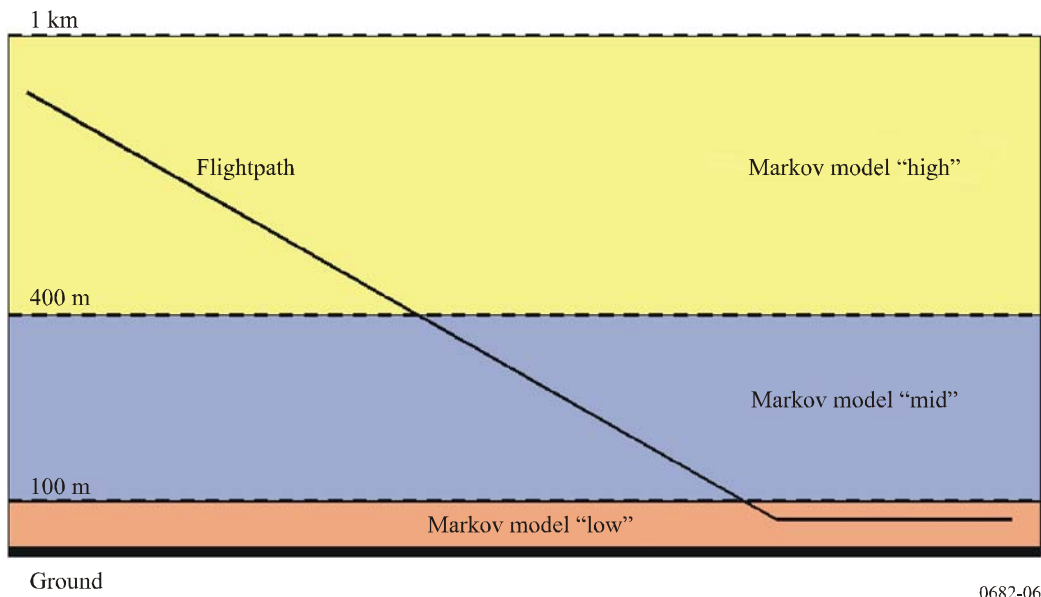 1 km
Flightpath
Markov model “high”
400 m
Markov model “mid”
100 m
Markov model “low”
Ground
0682-06